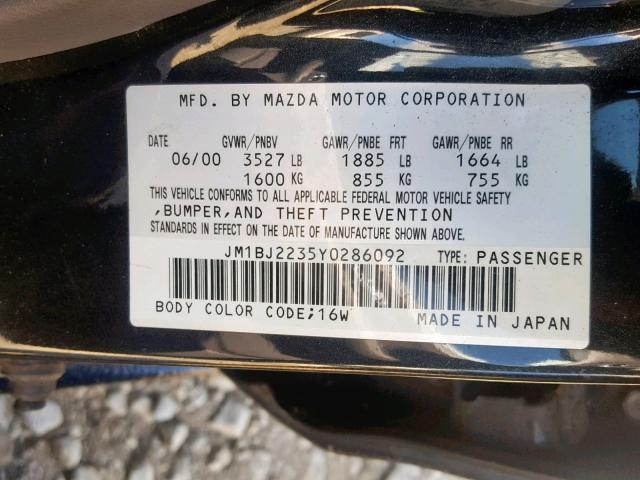 MFD. BY MAZDA MOTOR CORPORATION
DATE GVWR/PNBV GAWR/PNBE FRT GAWR/PNBE RR
06/00 3527 LB 1885 LB 1664 LB
1600 KG 855 KG 755 KG
THIS VEHICLE CONFORMS TO ALL APPLICABLE FEDERAL MOTOR VEHICLE SAFETY
,BUMPER,AND THEFT PREVENTION
STANDARDS IN EFFECT ON THE DATE OF MANUFACTURE SHOWN ABOVE.
JM1BJ2235Y0286092 TYPE: PASSENGER
BODY COLOR CODE;16W MADE IN JAPAN